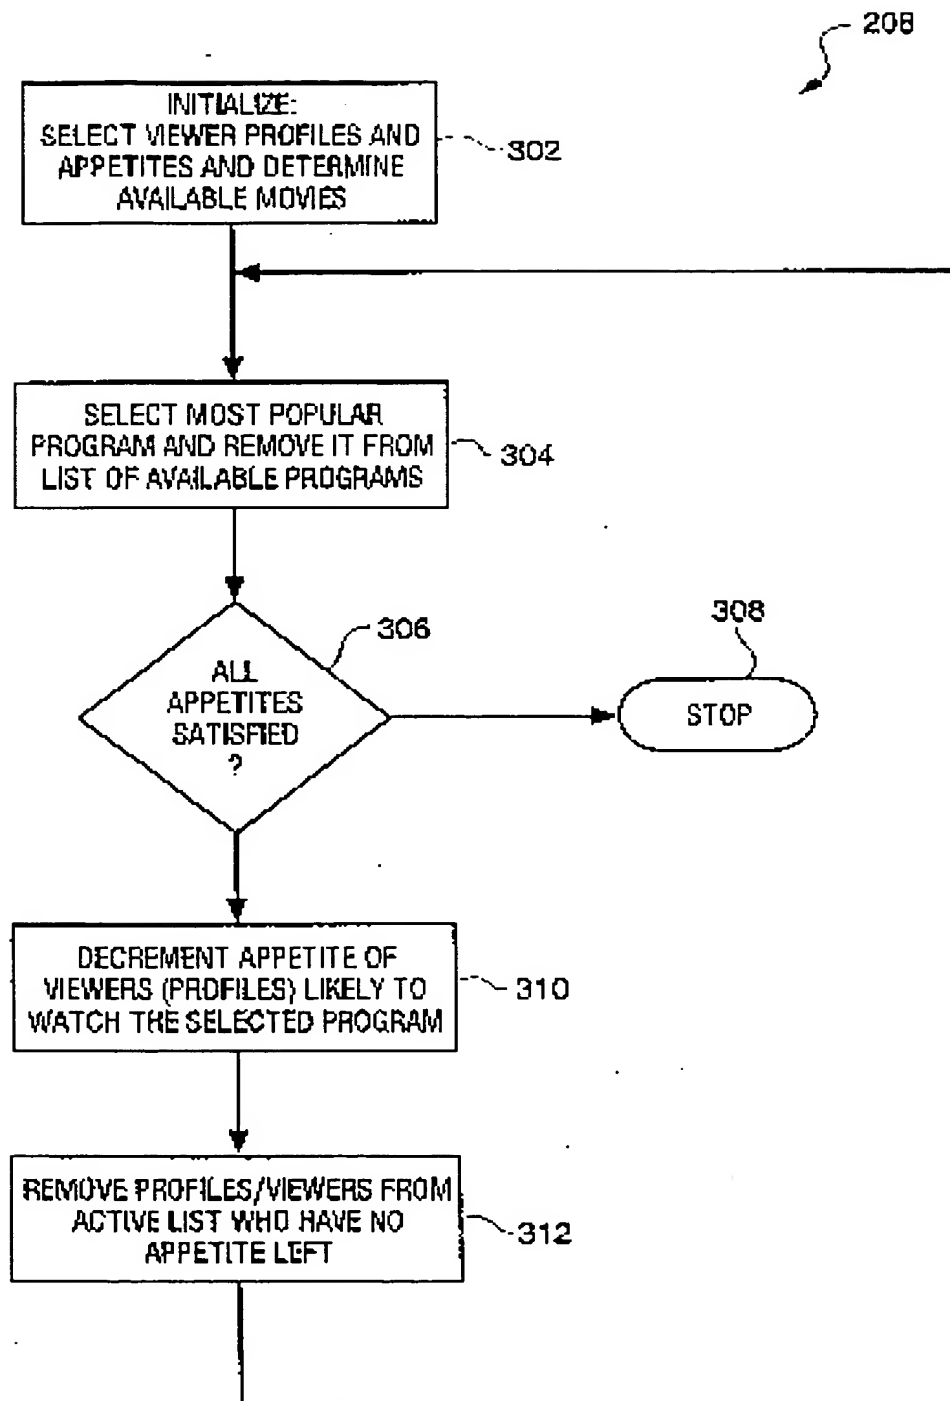 208
INITIALIZE:
SELECT VIEWER PROFILES AND
APPETITES AND DETERMINE
AVAILABLE MOVIES
302
SELECT MOST POPULAR
PROGRAM AND REMOVE IT FROM
LIST OF AVAILABLE PROGRAMS
304
306
ALL
APPETITES
SATISFIED
?
308
STOP
DECREMENT APPETITE OF
VIEWERS (PROFILES) LIKELY TO
WATCH THE SELECTED PROGRAM
310
REMOVE PROFILES/VIEWERS FROM
ACTIVE LIST WHO HAVE NO
APPETITE LEFT
312